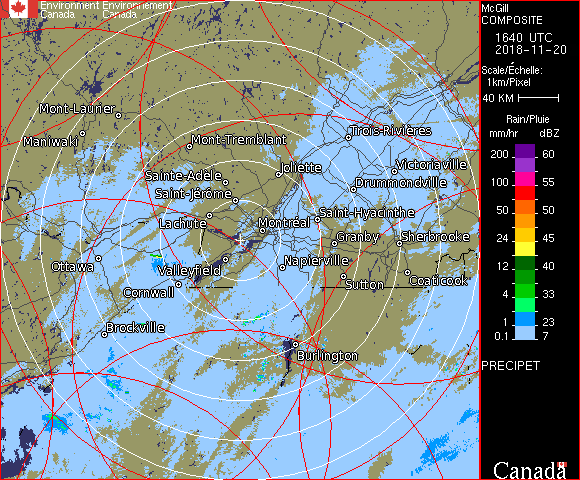 Environment Environnement
Canada Canada
McGill
COMPOSITE
1640 UTC
2018-11-20
Scale/Échelle:
1km/Pixel
40 KM
Rain/Pluie
mm/hr dBZ
200 60
150 57
100 55
50 50
24 45
12 40
4 33
1 23
0.1 7
PRECIPET
Canada
Mont-Laurier
Maniwaki
Mont-Tremblant
Trois-Rivières
Joliette
Victoriaville
Sainte-Adèle
Drummondville
Saint-Jérôme
Saint-Hyacinthe
Lachute
Montréal
Granby
Sherbrooke
Ottawa
Valleyfield
Napierville
Sutton
Coaticook
Cornwall
Brockville
Burlington